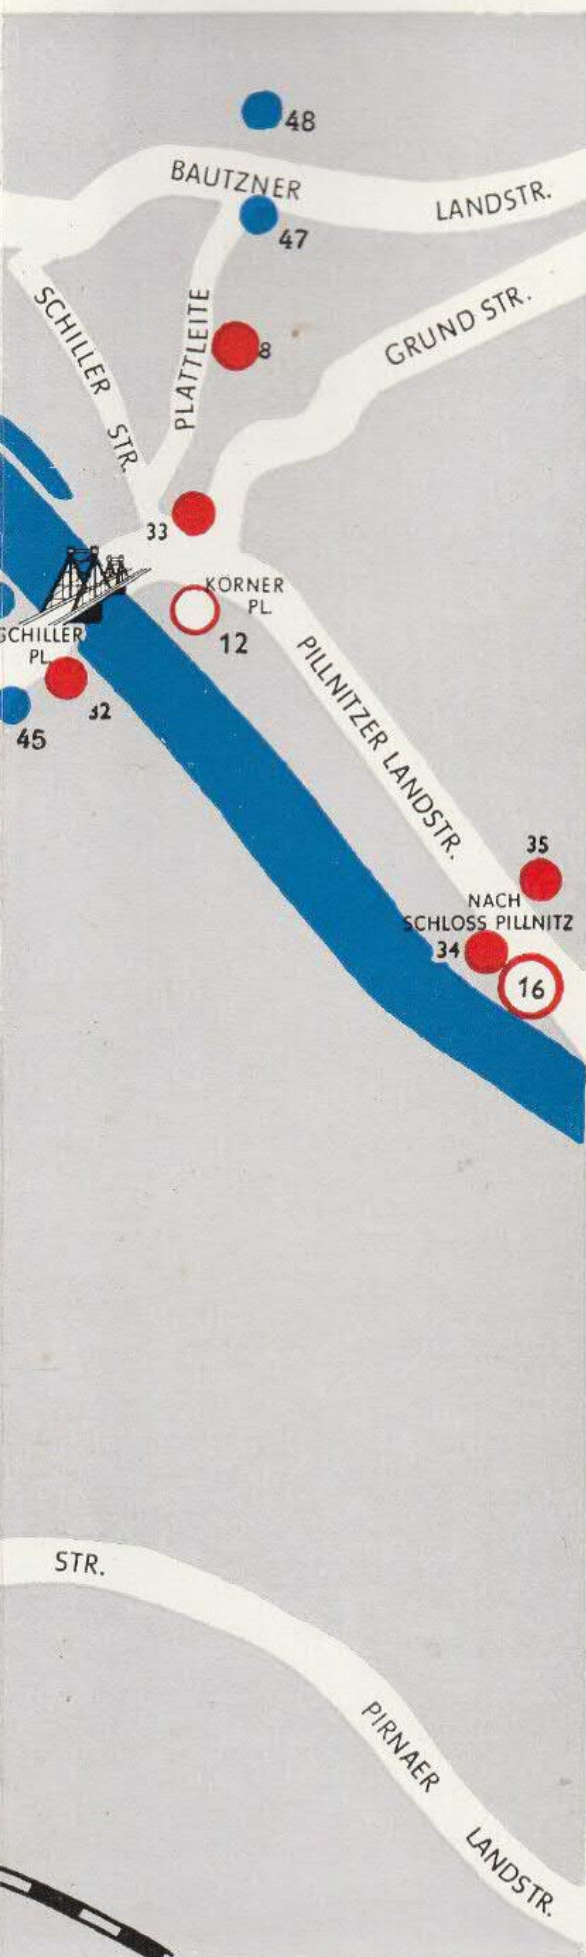 48
BAUTZNER
LANDSTR.
47
SCHILLER
STR.
PLATTLEITE
8
GRUND STR.
33
KÖRNER
PL.
12
SCHILLER
PL.
32
45
PILLNITZER LANDSTR.
35
NACH
SCHLOSS PILLNITZ
34
16
STR.
PIRNAER
LANDSTR.